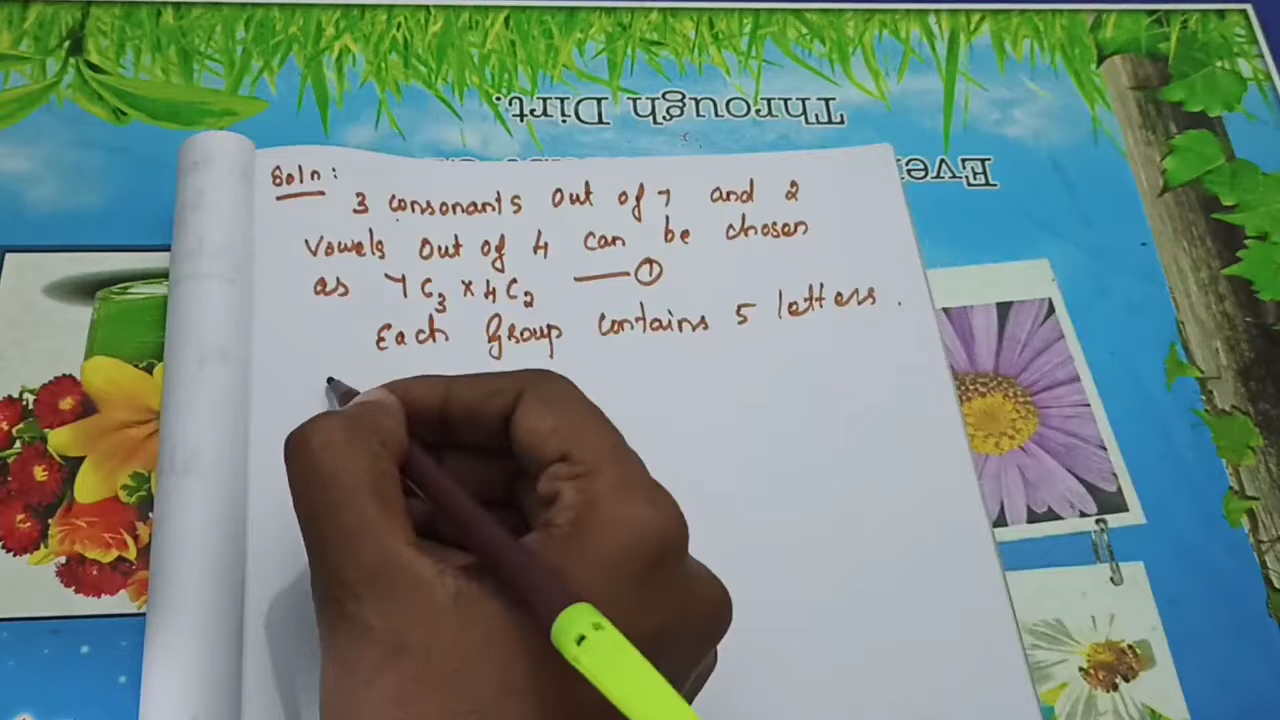 Through Dirt.
Soln:
3 consonants out of 7 and 2
vowels out of 4 can be chosen
as 7C3 x 4C2 —①
Each Group contains 5 letters.